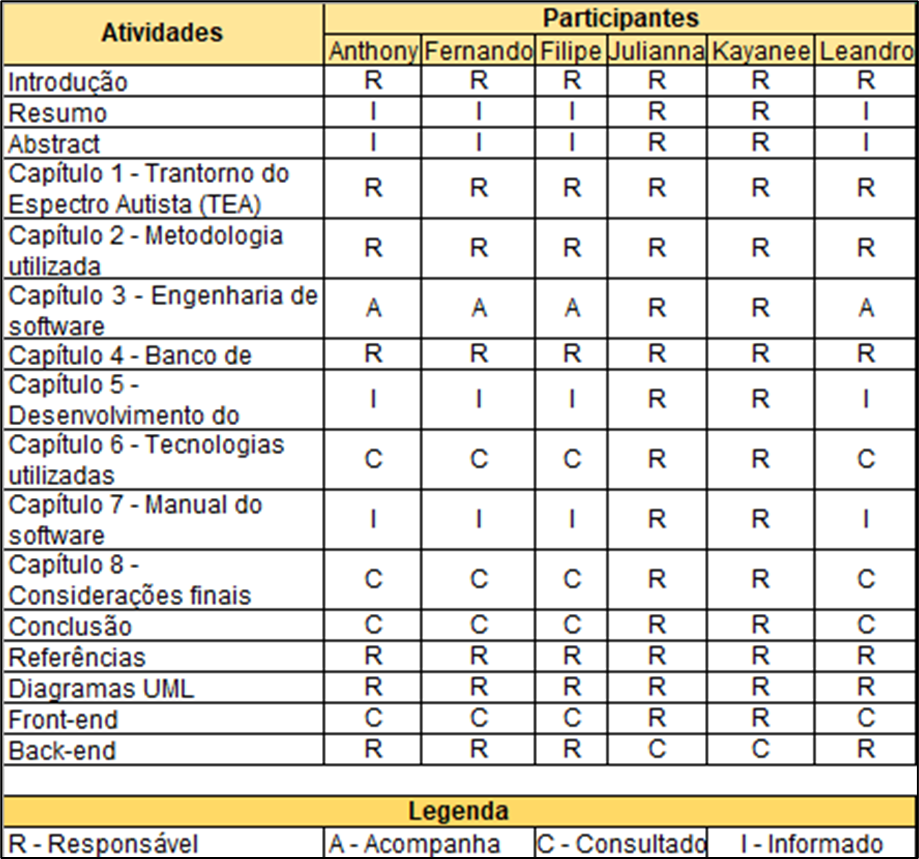 Atividades Participantes
Anthony Fernando Filipe Julianna Kayanee Leandro
Introdução R R R R R R
Resumo I I I R R I
Abstract I I I R R I
Capítulo 1 - Trantorno do
Espectro Autista (TEA) R R R R R R
Capítulo 2 - Metodologia
utilizada R R R R R R
Capítulo 3 - Engenharia de
software A A A R R A
Capítulo 4 - Banco de R R R R R R
Capítulo 5 -
Desenvolvimento do I I I R R I
Capítulo 6 - Tecnologias
utilizadas C C C R R C
Capítulo 7 - Manual do
software I I I R R I
Capítulo 8 -
Considerações finais C C C R R C
Conclusão C C C R R C
Referências R R R R R R
Diagramas UML R R R R R R
Front-end C C C R R C
Back-end R R R C C R
Legenda
R - Responsável A - Acompanha C - Consultado I - Informado